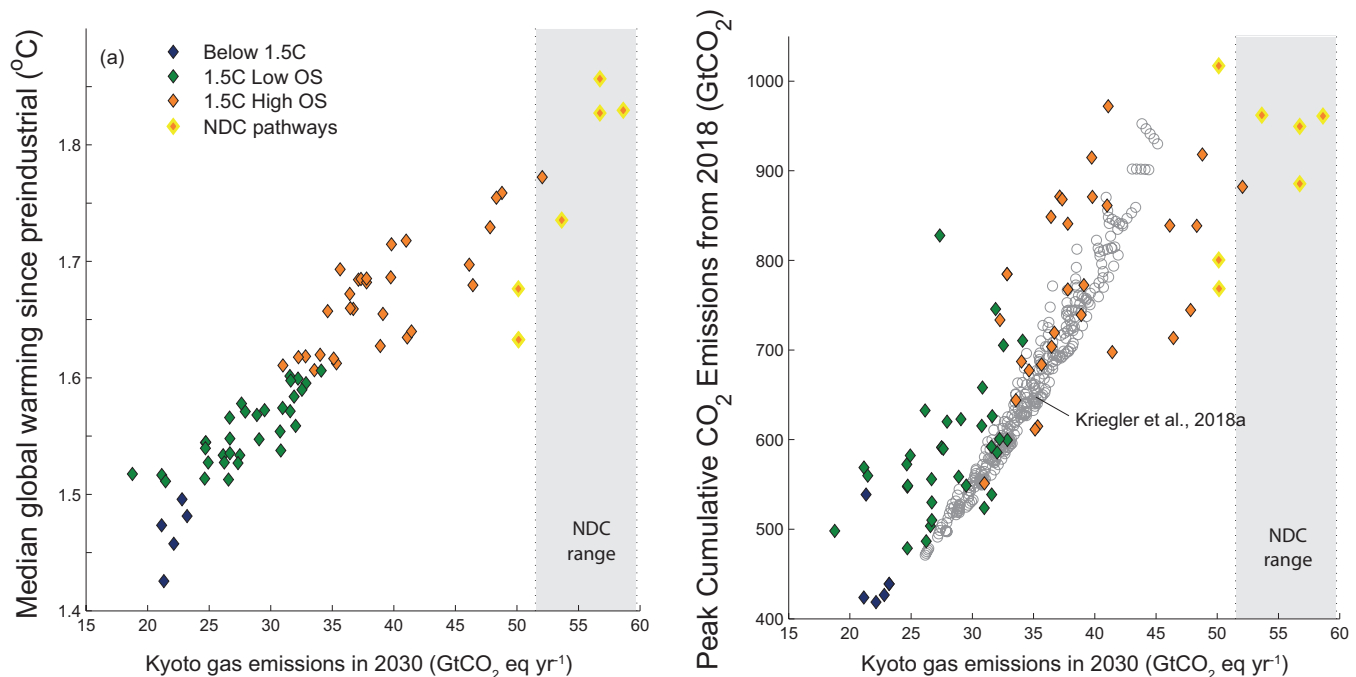 Median global warming since preindustrial (°C)
(a)
Below 1.5C
1.5C Low OS
1.5C High OS
NDC pathways
1.8
1.7
1.6
1.5
1.4
NDC
range
15 20 25 30 35 40 45 50 55 60
Kyoto gas emissions in 2030 (GtCO₂ eq yr⁻¹)
Peak Cumulative CO₂ Emissions from 2018 (GtCO₂)
1000
900
800
700
600
500
400
Kriegler et al., 2018a
NDC
range
15 20 25 30 35 40 45 50 55 60
Kyoto gas emissions in 2030 (GtCO₂ eq yr⁻¹)